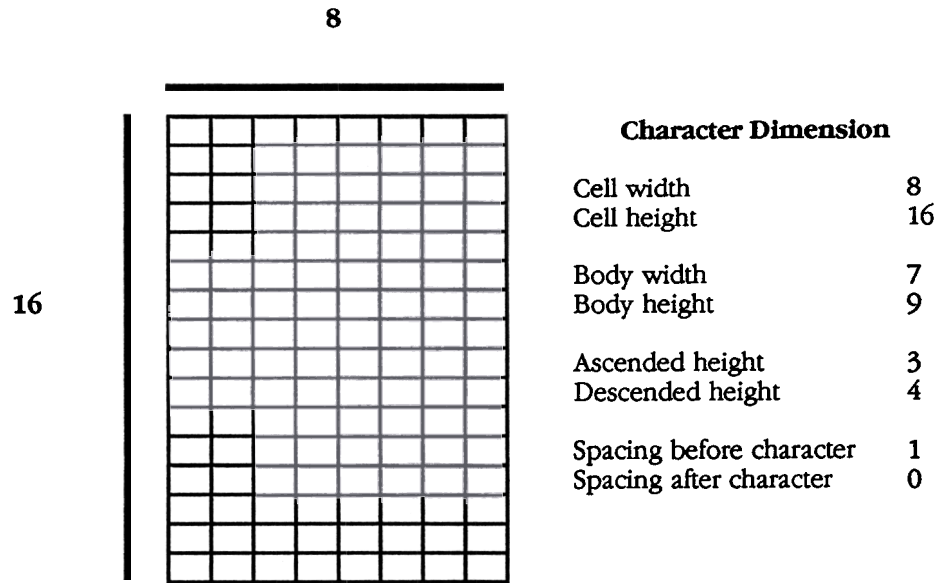 8
16
Character Dimension
Cell width 8
Cell height 16
Body width 7
Body height 9
Ascended height 3
Descended height 4
Spacing before character 1
Spacing after character 0